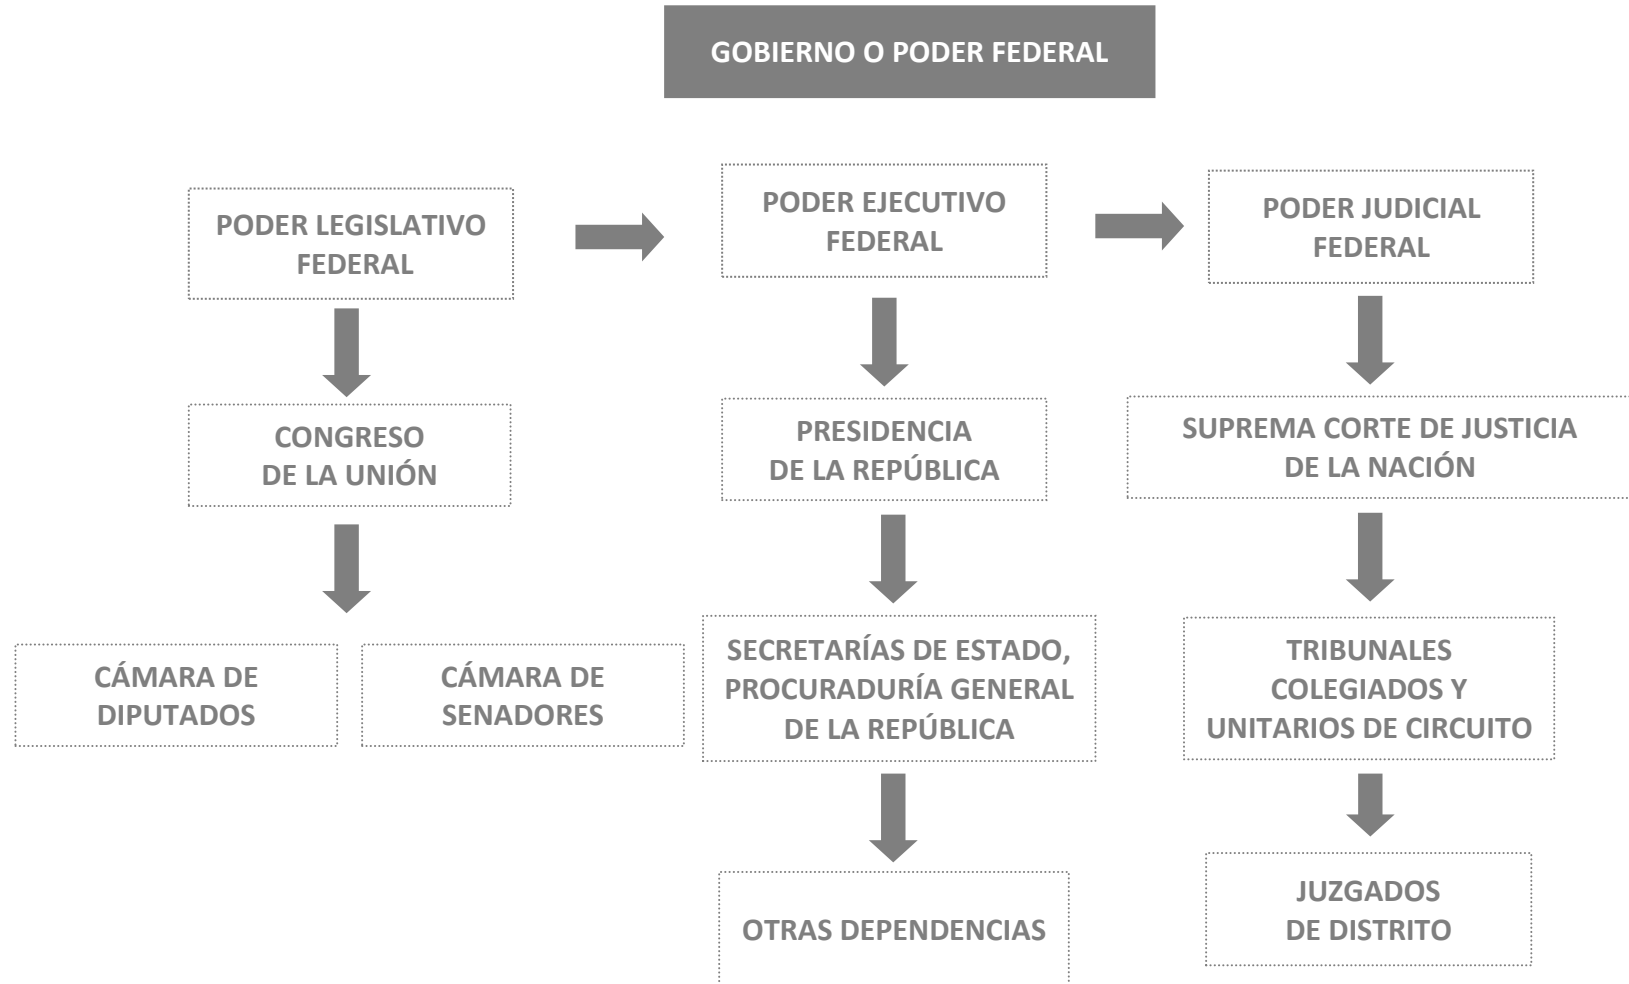 GOBIERNO O PODER FEDERAL
PODER LEGISLATIVO
FEDERAL
PODER EJECUTIVO
FEDERAL
PODER JUDICIAL
FEDERAL
CONGRESO
DE LA UNIÓN
PRESIDENCIA
DE LA REPÚBLICA
SUPREMA CORTE DE JUSTICIA
DE LA NACIÓN
CÁMARA DE
DIPUTADOS
CÁMARA DE
SENADORES
SECRETARÍAS DE ESTADO,
PROCURADURÍA GENERAL
DE LA REPÚBLICA
TRIBUNALES
COLEGIADOS Y
UNITARIOS DE CIRCUITO
OTRAS DEPENDENCIAS
JUZGADOS
DE DISTRITO